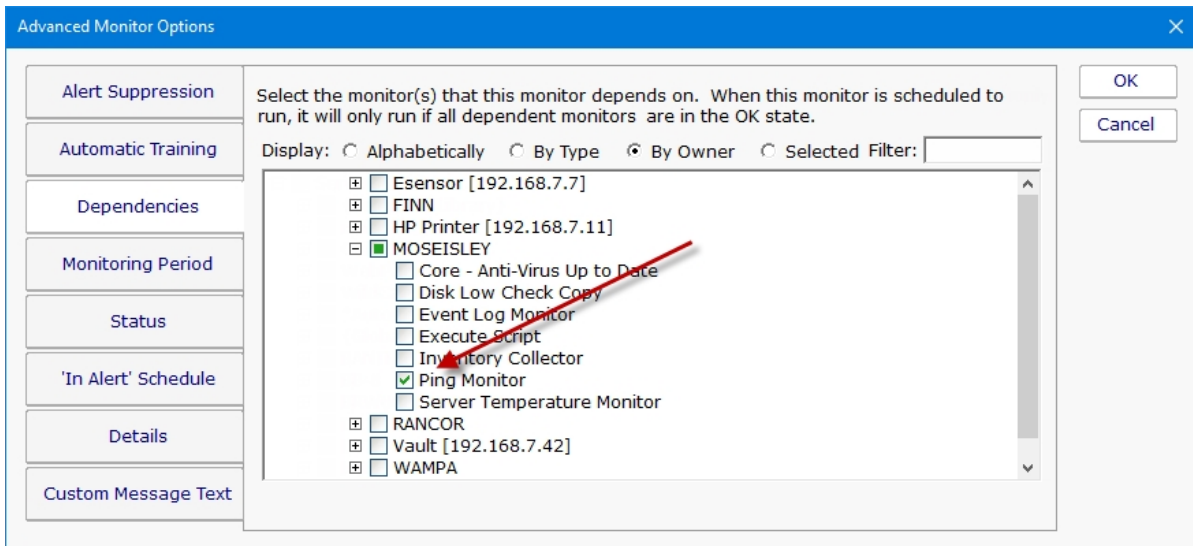 Advanced Monitor Options
Alert Suppression
Automatic Training
Dependencies
Monitoring Period
Status
'In Alert' Schedule
Details
Custom Message Text
Select the monitor(s) that this monitor depends on. When this monitor is scheduled to
run, it will only run if all dependent monitors are in the OK state.
Display: Alphabetically By Type By Owner Selected Filter:
Esensor [192.168.7.7]
FINN
HP Printer [192.168.7.11]
MOSEISLEY
Core - Anti-Virus Up to Date
Disk Low Check Copy
Event Log Monitor
Execute Script
Inventory Collector
Ping Monitor
Server Temperature Monitor
RANCOR
Vault [192.168.7.42]
WAMPA
OK
Cancel